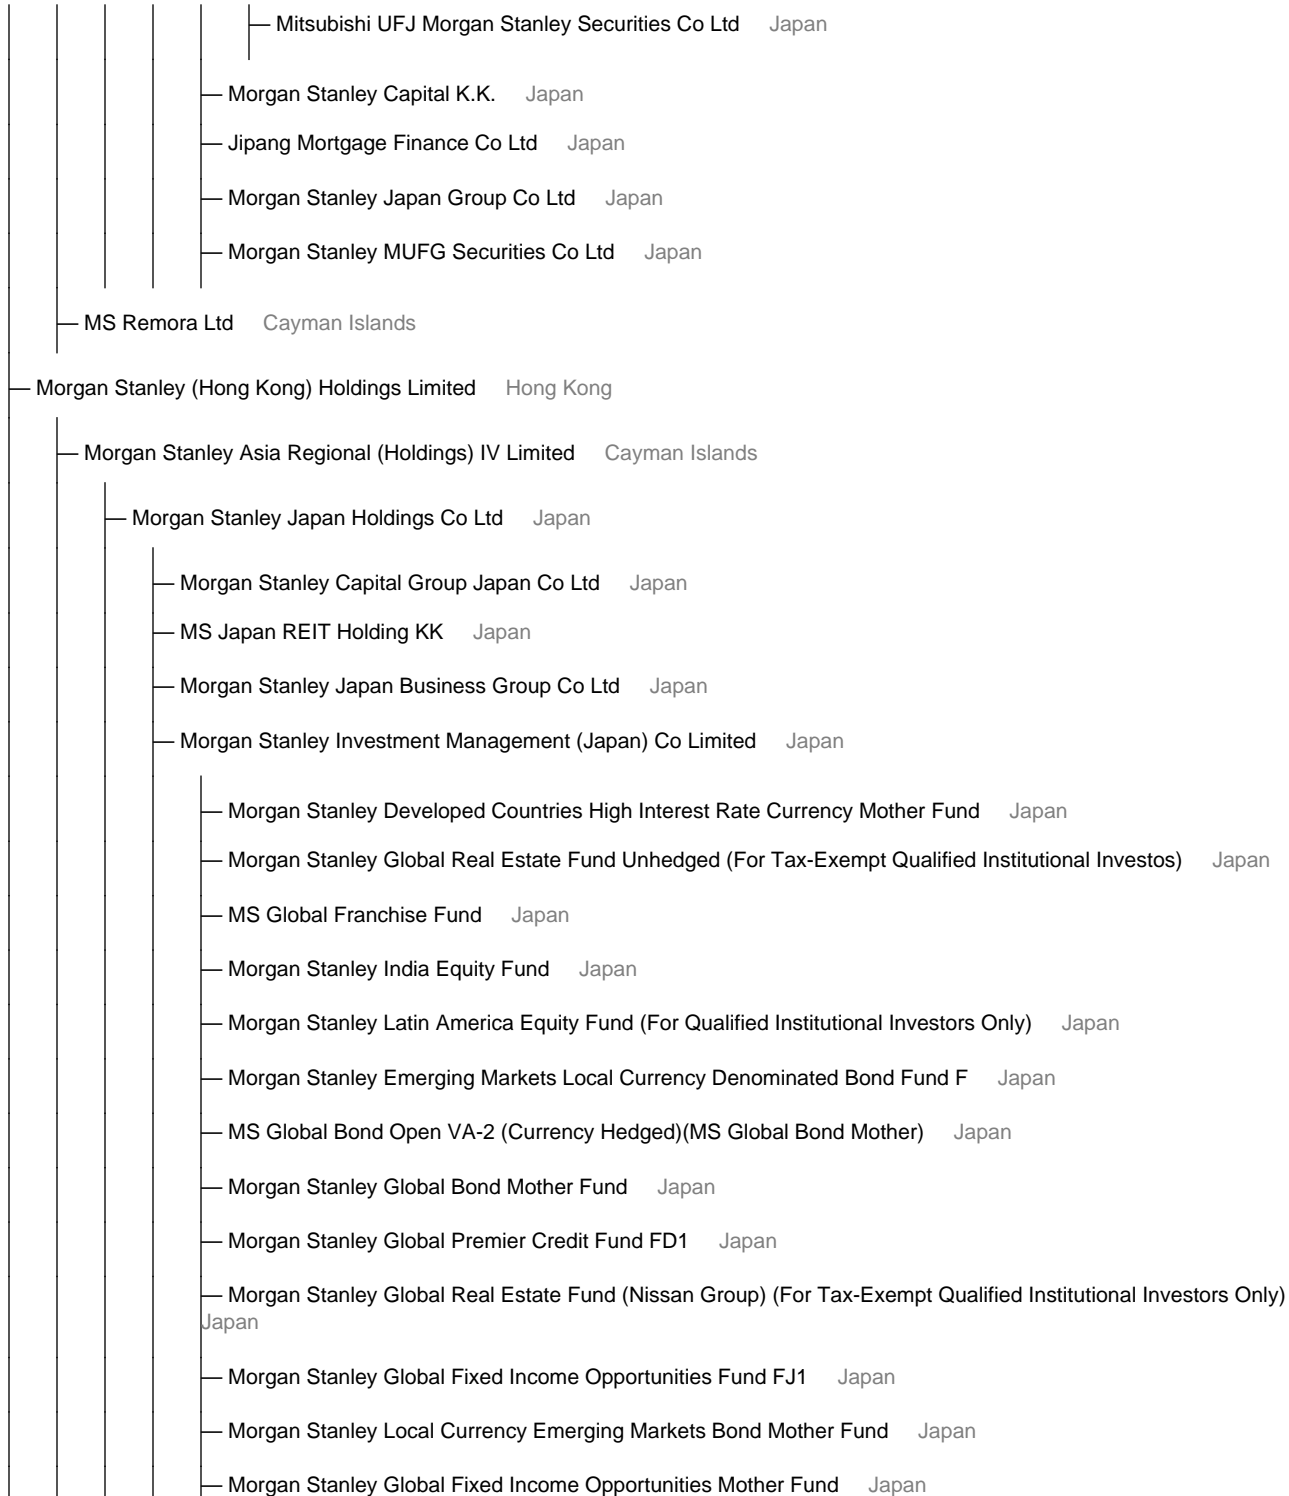 Mitsubishi UFJ Morgan Stanley Securities Co Ltd Japan
Morgan Stanley Capital K.K. Japan
Jipang Mortgage Finance Co Ltd Japan
Morgan Stanley Japan Group Co Ltd Japan
Morgan Stanley MUFG Securities Co Ltd Japan
MS Remora Ltd Cayman Islands
Morgan Stanley (Hong Kong) Holdings Limited Hong Kong
Morgan Stanley Asia Regional (Holdings) IV Limited Cayman Islands
Morgan Stanley Japan Holdings Co Ltd Japan
Morgan Stanley Capital Group Japan Co Ltd Japan
MS Japan REIT Holding KK Japan
Morgan Stanley Japan Business Group Co Ltd Japan
Morgan Stanley Investment Management (Japan) Co Limited Japan
Morgan Stanley Developed Countries High Interest Rate Currency Mother Fund Japan
Morgan Stanley Global Real Estate Fund Unhedged (For Tax-Exempt Qualified Institutional Investos) Japan
MS Global Franchise Fund Japan
Morgan Stanley India Equity Fund Japan
Morgan Stanley Latin America Equity Fund (For Qualified Institutional Investors Only) Japan
Morgan Stanley Emerging Markets Local Currency Denominated Bond Fund F Japan
MS Global Bond Open VA-2 (Currency Hedged)(MS Global Bond Mother) Japan
Morgan Stanley Global Bond Mother Fund Japan
Morgan Stanley Global Premier Credit Fund FD1 Japan
Morgan Stanley Global Real Estate Fund (Nissan Group) (For Tax-Exempt Qualified Institutional Investors Only)
Japan
Morgan Stanley Global Fixed Income Opportunities Fund FJ1 Japan
Morgan Stanley Local Currency Emerging Markets Bond Mother Fund Japan
Morgan Stanley Global Fixed Income Opportunities Mother Fund Japan